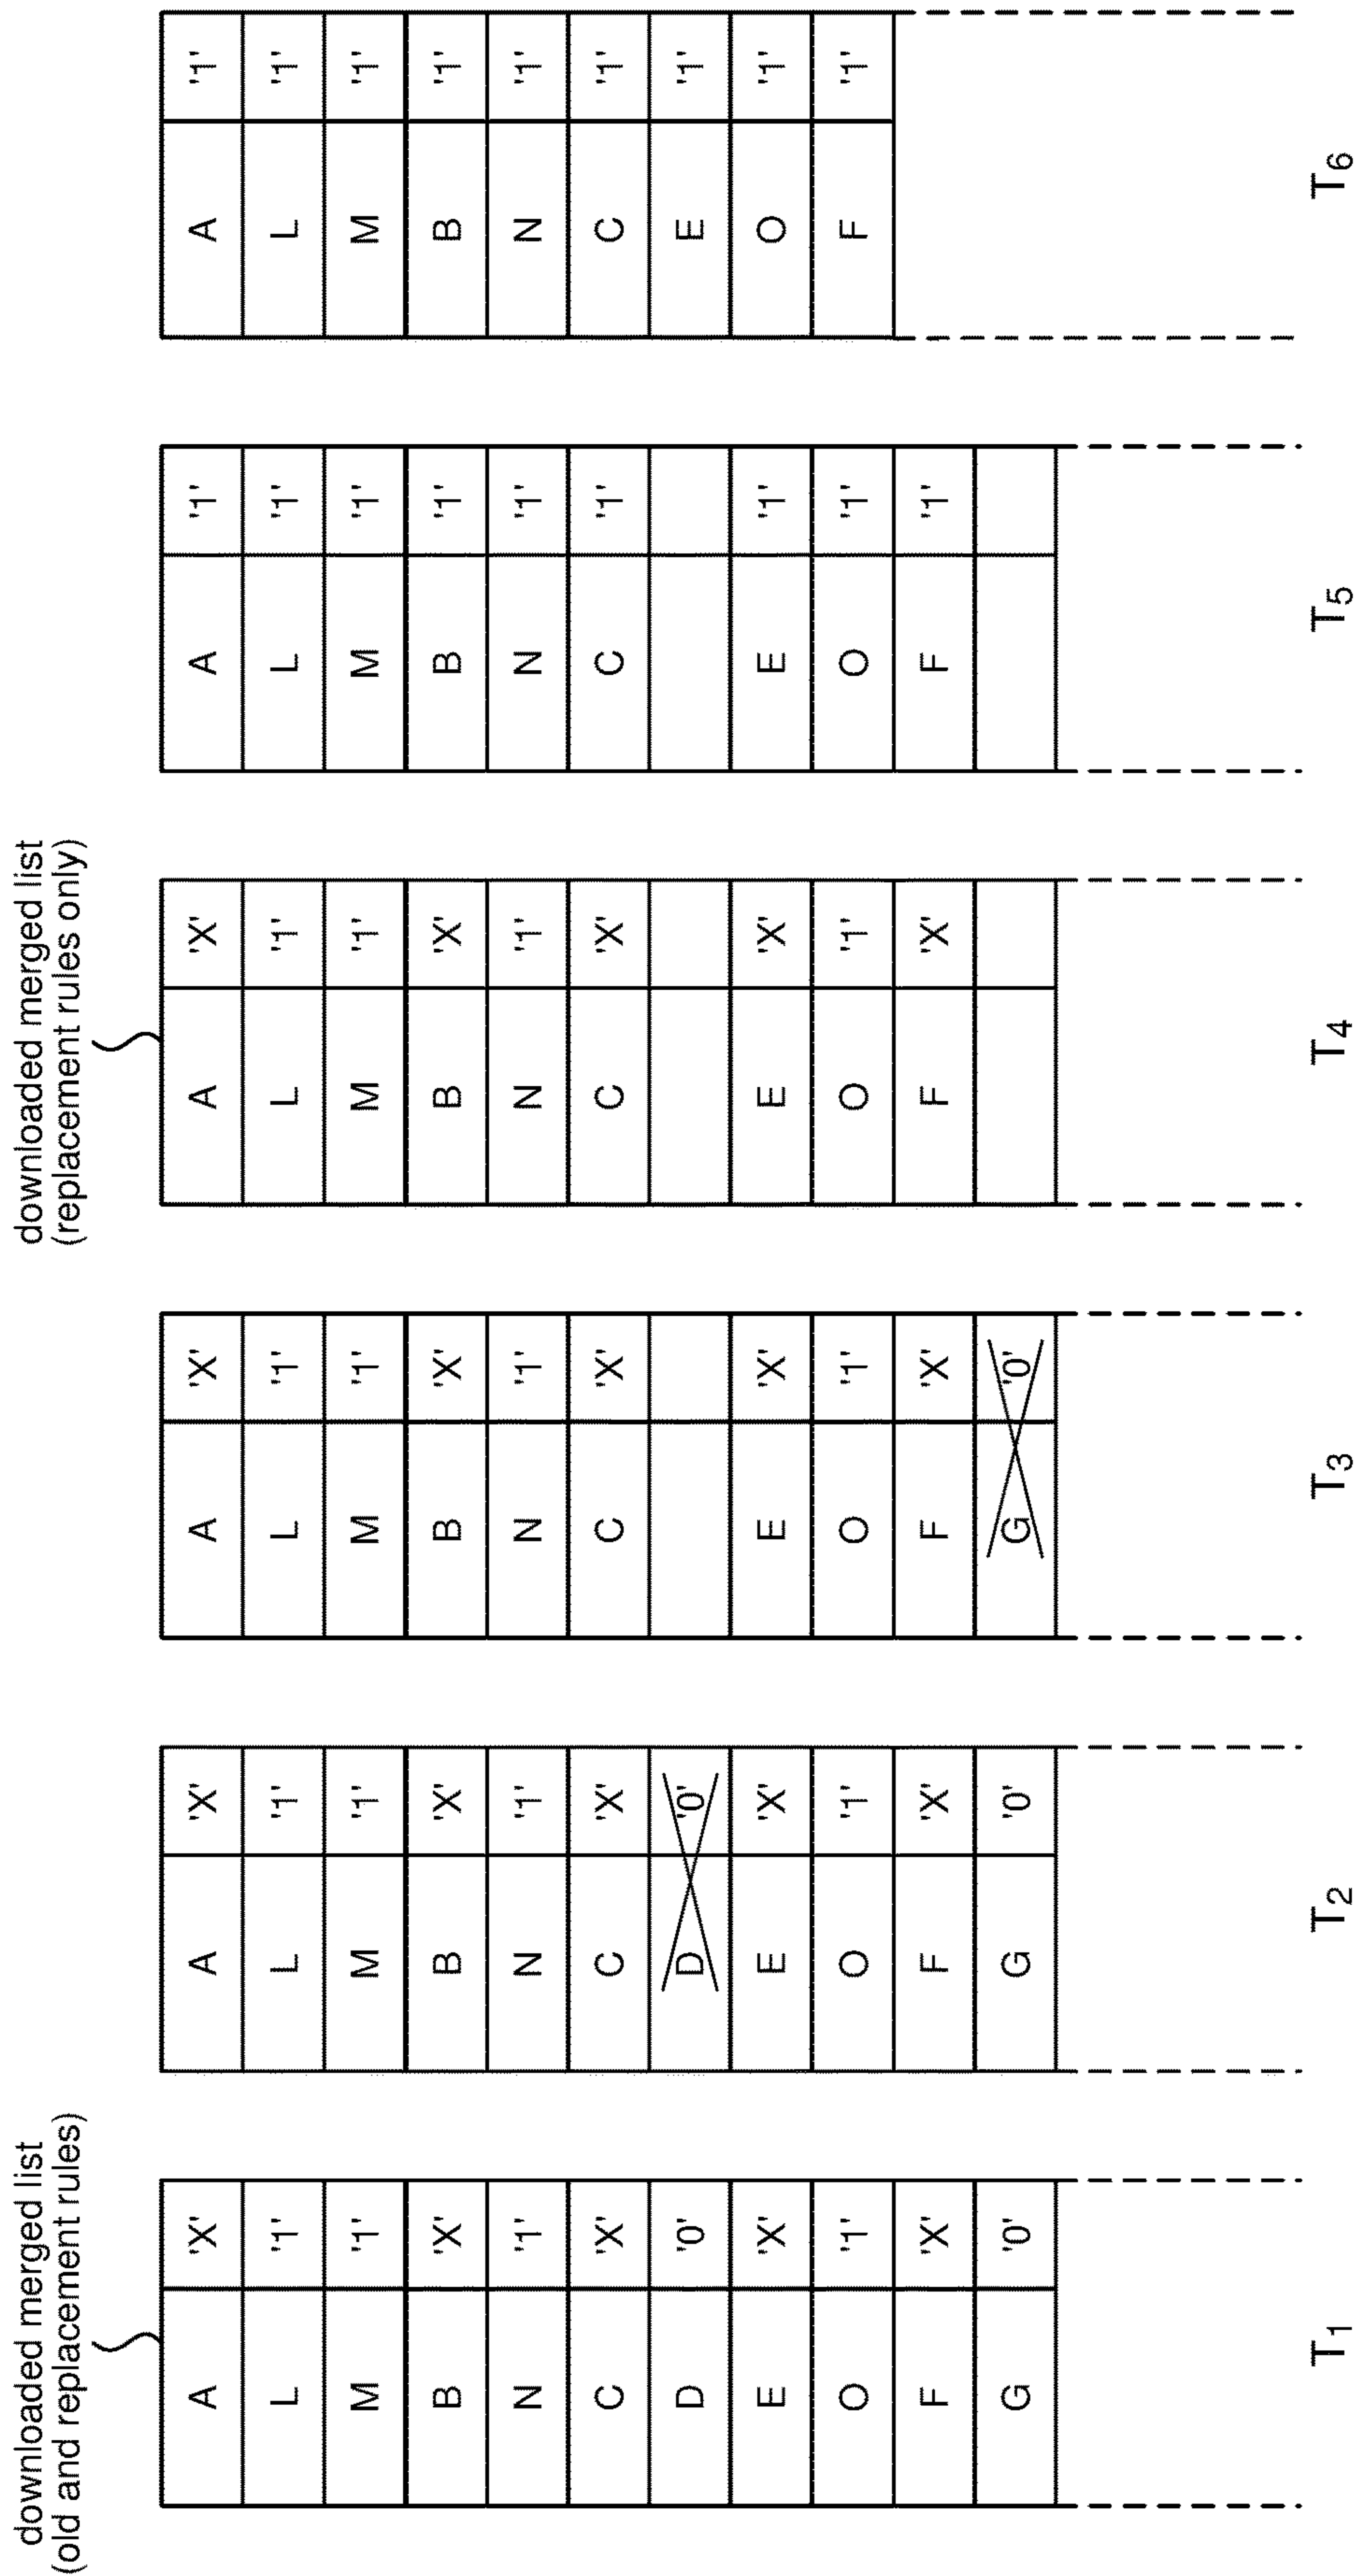 downloaded merged list
(old and replacement rules)
A 'X'
L '1'
M '1'
B 'X'
N '1'
C 'X'
D '0'
E 'X'
O '1'
F 'X'
G '0'
T1
A 'X'
L '1'
M '1'
B 'X'
N '1'
C 'X'
D '0'
E 'X'
O '1'
F 'X'
G '0'
T2
A 'X'
L '1'
M '1'
B 'X'
N '1'
C 'X'
E 'X'
O '1'
F 'X'
G '0'
T3
downloaded merged list
(replacement rules only)
A 'X'
L '1'
M '1'
B 'X'
N '1'
C 'X'
E 'X'
O '1'
F 'X'
T4
A '1'
L '1'
M '1'
B '1'
N '1'
C '1'
E '1'
O '1'
F '1'
T5
A '1'
L '1'
M '1'
B '1'
N '1'
C '1'
E '1'
O '1'
F '1'
T6